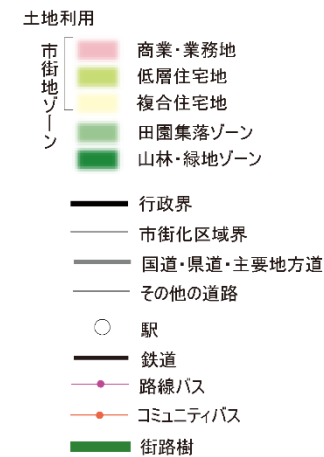 土地利用
市街地ゾーン
商業・業務地
低層住宅地
複合住宅地
田園集落ゾーン
山林・緑地ゾーン
行政界
市街化区域界
国道・県道・主要地方道
その他の道路
駅
鉄道
路線バス
コミュニティバス
街路樹